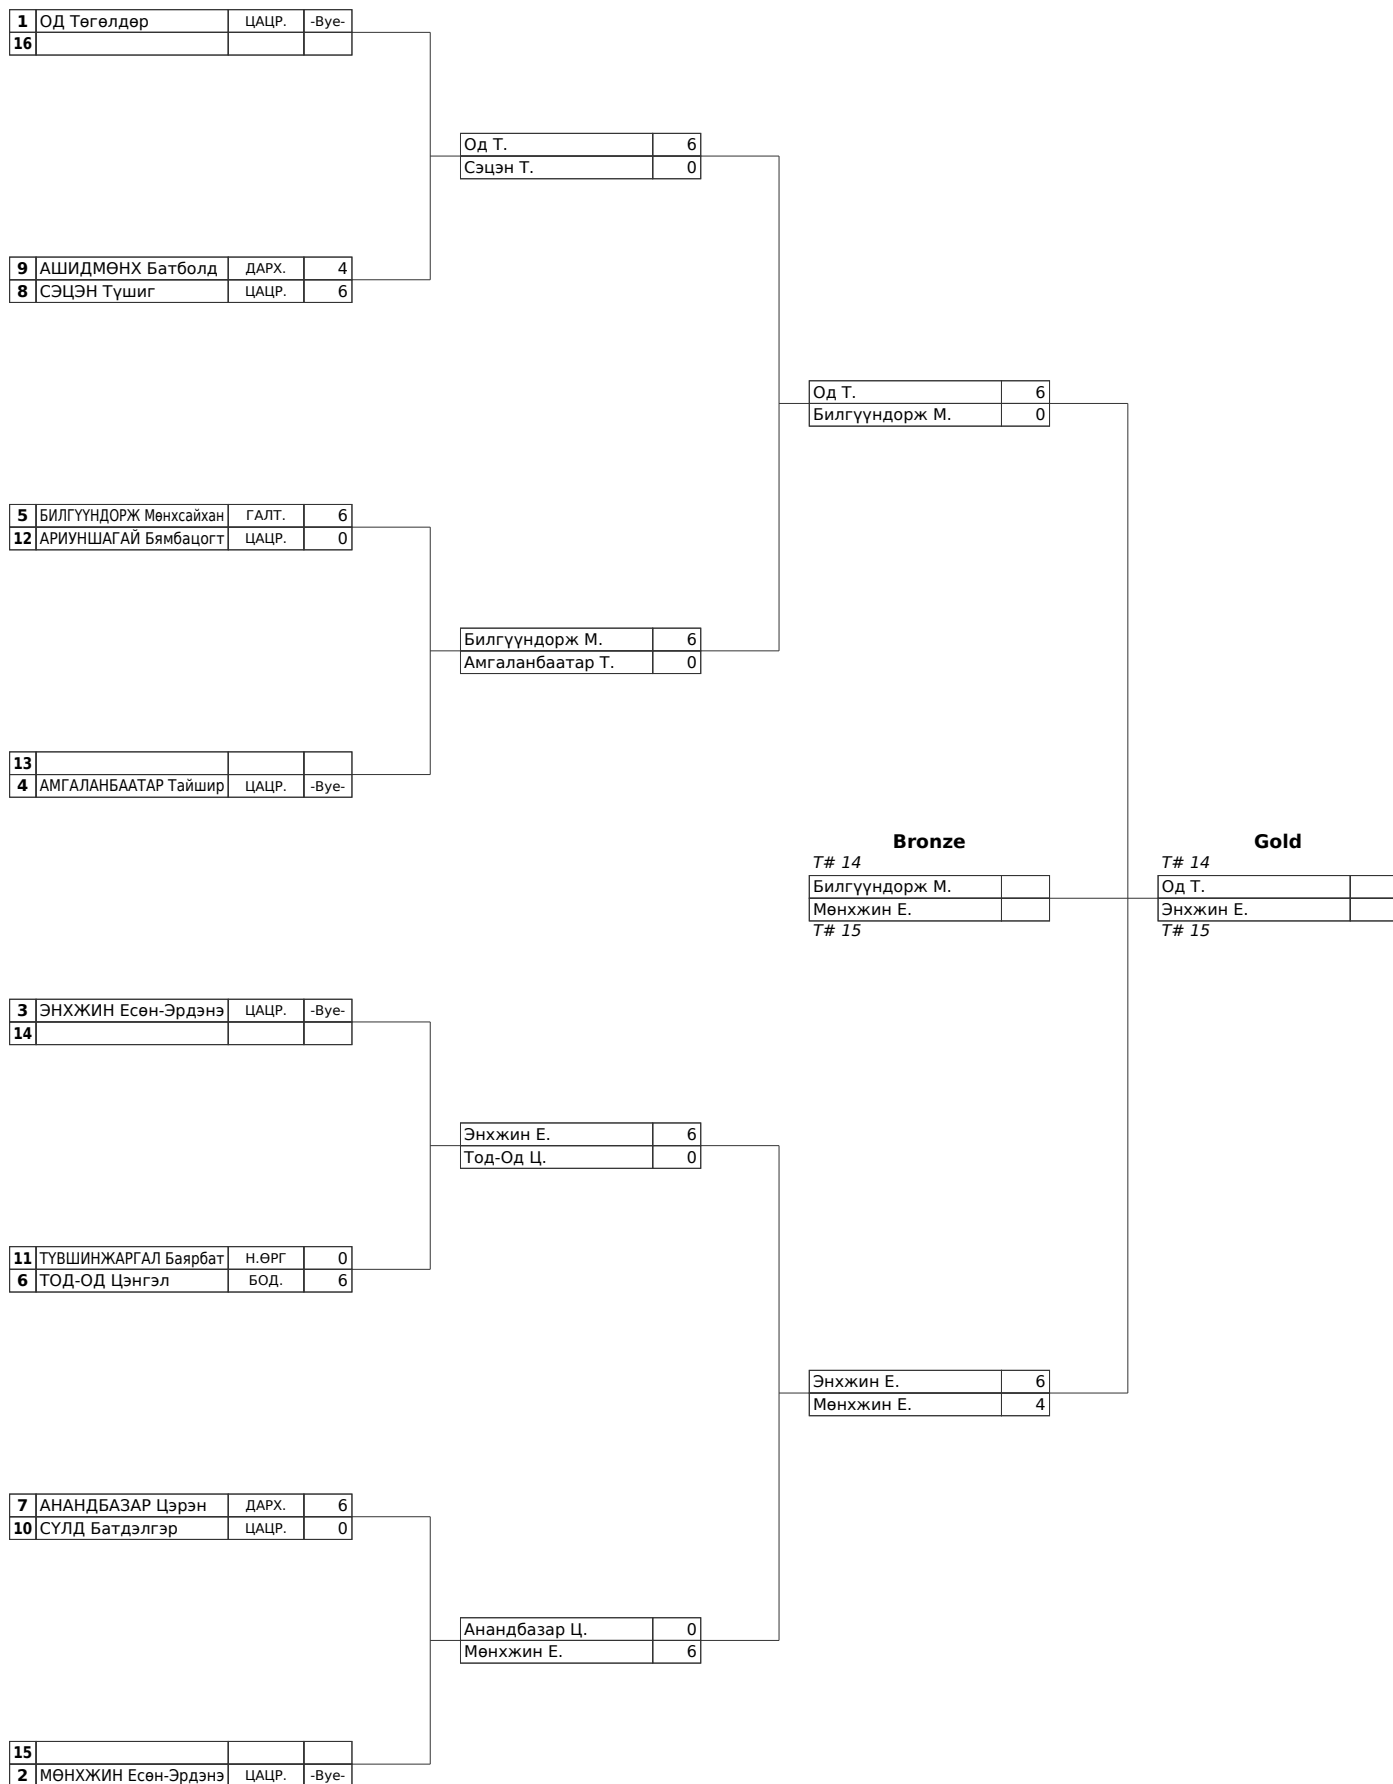 1 ОД Төгөлдөр ЦАЦР. -Bye-
16
Од Т. 6
Сэцэн Т. 0
9 АШИДМӨНХ Батболд ДАРХ. 4
8 СЭЦЭН Түшиг ЦАЦР. 6
Од Т. 6
Билгүүндорж М. 0
5 БИЛГҮҮНДОРЖ Мөнхсайхан ГАЛТ. 6
12 АРИУНШАГАЙ Бямбацогт ЦАЦР. 0
Билгүүндорж М. 6
Амгаланбаатар Т. 0
13
4 АМГАЛАНБААТАР Тайшир ЦАЦР. -Bye-
Bronze Gold
T# 14 T# 14
Билгүүндорж М. Од Т.
Мөнхжин Е. Энхжин Е.
T# 15 T# 15
3 ЭНХЖИН Есөн-Эрдэнэ ЦАЦР. -Bye-
14
Энхжин Е. 6
Тод-Од Ц. 0
11 ТҮВШИНЖАРГАЛ Баярбат Н.ӨРГ 0
6 ТОД-ОД Цэнгэл БОД. 6
Энхжин Е. 6
Мөнхжин Е. 4
7 АНАНДБАЗАР Цэрэн ДАРХ. 6
10 СҮЛД Батдэлгэр ЦАЦР. 0
Анандбазар Ц. 0
Мөнхжин Е. 6
15
2 МӨНХЖИН Есөн-Эрдэнэ ЦАЦР. -Bye-